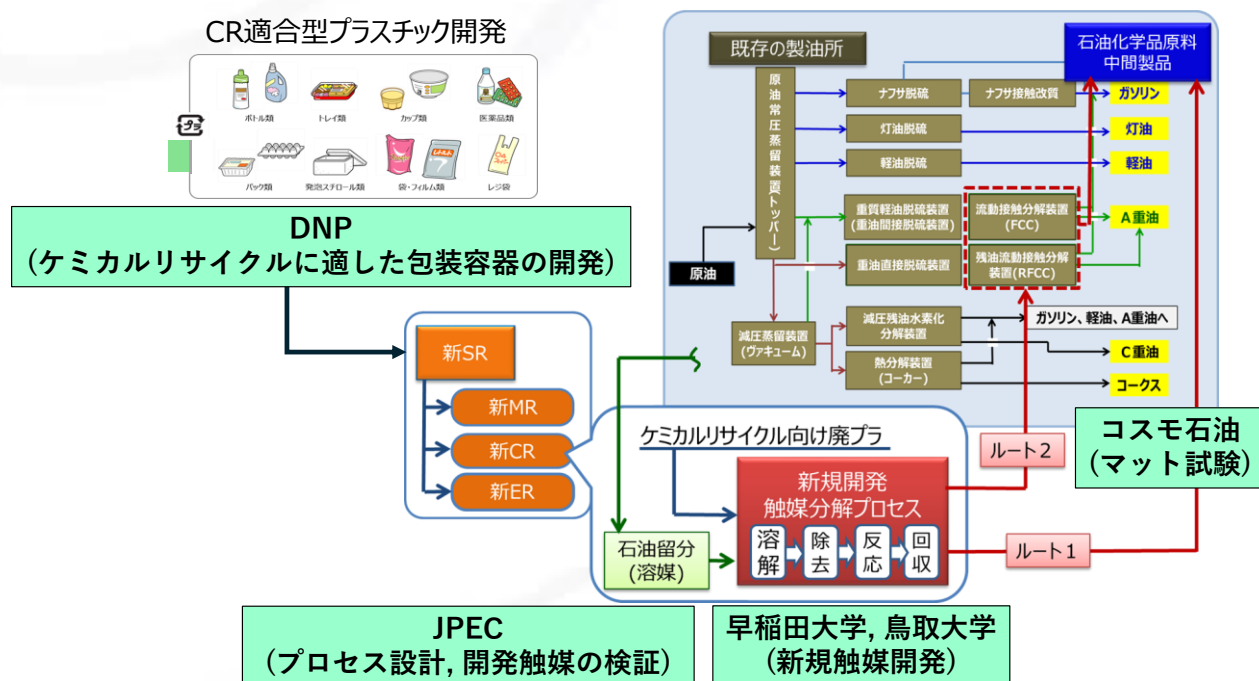 CR適合型プラスチック開発
ボトル類
トレイ類
カップ類
医薬品類
プラ
パック類
発泡スチロール類
袋・フィルム類
レジ袋
DNP
(ケミカルリサイクルに適した包装容器の開発)
新SR
新MR
新CR
新ER
既存の製油所
石油化学品原料
中間製品
原油常圧蒸留装置(トッパー)
ナフサ脱硫
ナフサ接触改質
ガソリン
灯油脱硫
灯油
軽油脱硫
軽油
重質軽油脱硫装置
(重油間接脱硫装置)
流動接触分解装置
(FCC)
A重油
原油
重油直接脱硫装置
残油流動接触分解
装置(RFCC)
減圧蒸留装置
(ヴァキューム)
減圧残油水素化
分解装置
ガソリン、軽油、A重油へ
C重油
熱分解装置
(コーカー)
コークス
ケミカルリサイクル向け廃プラ
ルート2
コスモ石油
(マット試験)
新規開発
触媒分解プロセス
溶解
除去
反応
回収
石油留分
(溶媒)
ルート1
JPEC
(プロセス設計, 開発触媒の検証)
早稲田大学, 鳥取大学
(新規触媒開発)